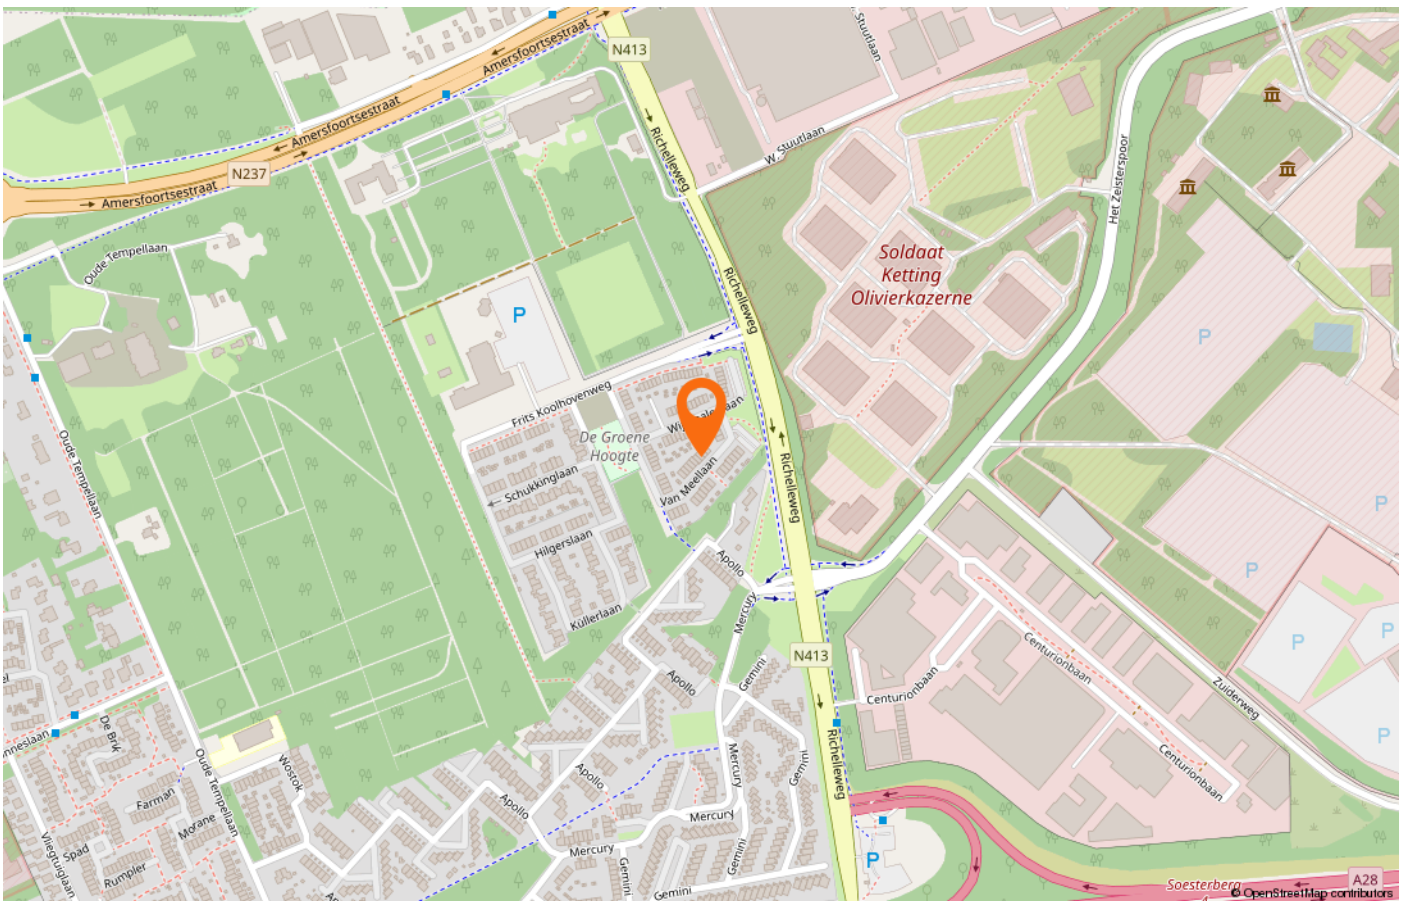 W. Stuutlaan
Amersfoortsestraat
N413
Amersfoortsestraat
Richelleweg
W. Stuutlaan
N237
Amersfoortsestraat
Het Zeisterspoor
Oude Tempellaan
Soldaat
Ketting
Olivierkazerne
Richelleweg
P
P
Frits Koolhovenweg
De Groene
Hoogte
Oude Tempellaan
Schukkinglaan
Van Meellaan
Richelleweg
P
Hilgerslaan
Apollo
P
Kullerlaan
Mercury
P
P
N413
Centurionbaan
Gemini
Apollo
Centurionbaan
Zuiderweg
De Brik
P
Oude Tempellaan
Wostok
Mercury
Gemini
Richelleweg
Centurionbaan
Apollo
Farman
Apollo
Morane
Mercury
Vliegtuiglaan
Spad
Mercury
Gemini
P
Rumpler
Gemini
Gemini
Soesterberg
A28
© OpenStreetMap contributors